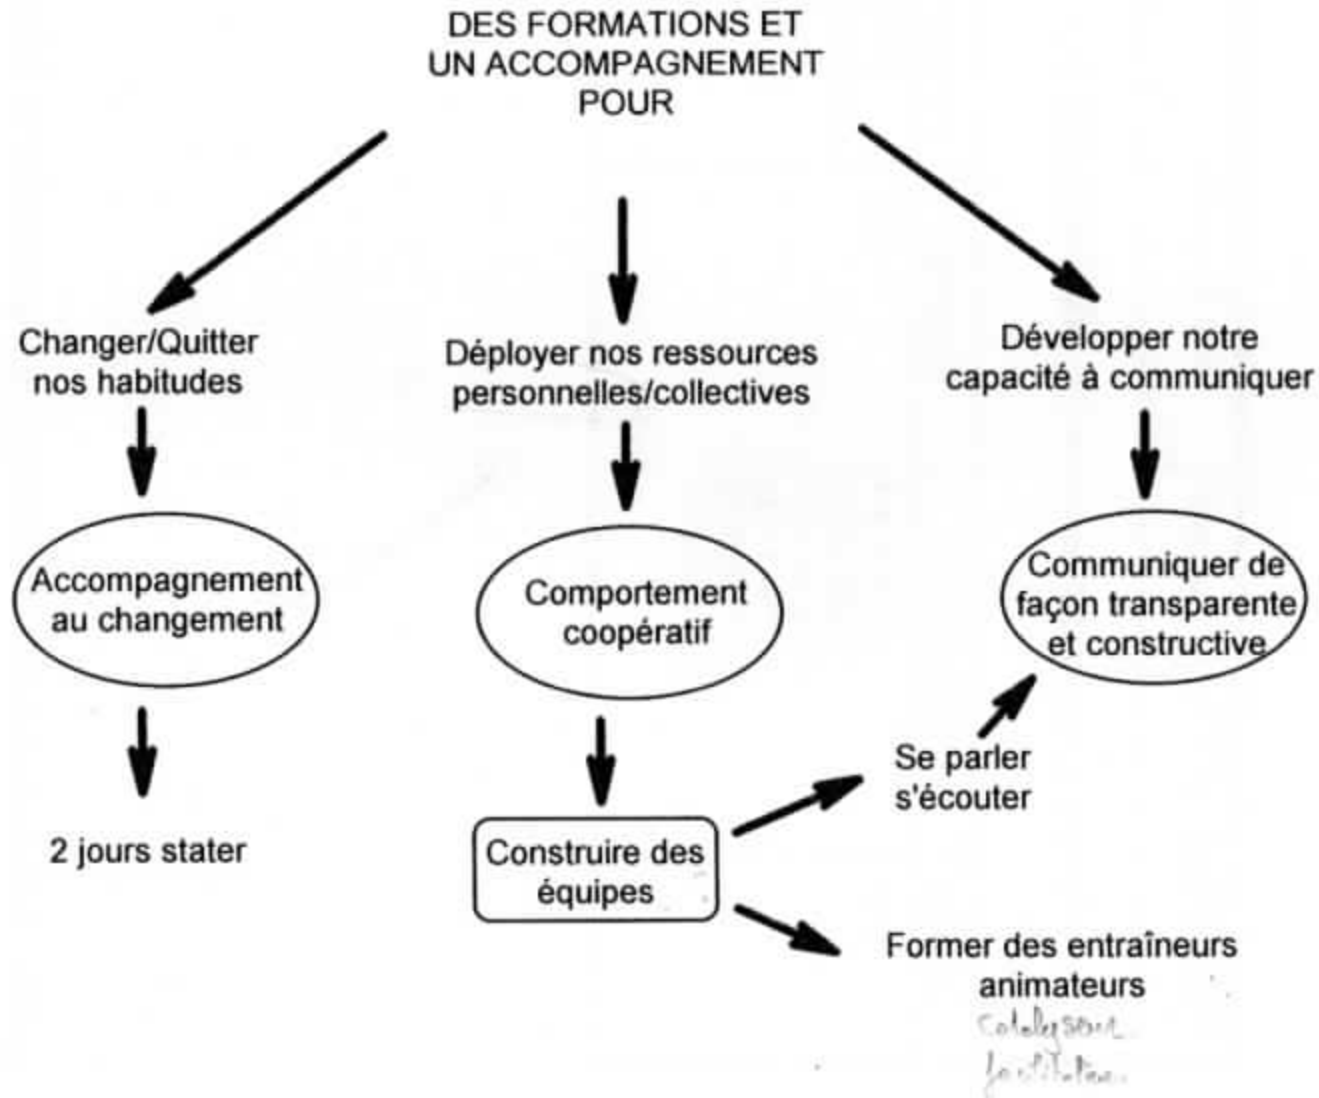 DES FORMATIONS ET
UN ACCOMPAGNEMENT
POUR
Changer/Quitter
nos habitudes
Déployer nos ressources
personnelles/collectives
Développer notre
capacité à communiquer
Accompagnement
au changement
Comportement
coopératif
Communiquer de
façon transparente
et constructive
2 jours stater
Construire des
équipes
Se parler
s'écouter
Former des entraîneurs
animateurs